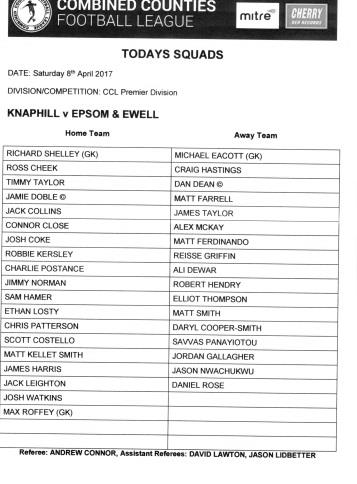 COMBINED COUNTIES
FOOTBALL LEAGUE
mitre
CHERRY
RED RECORDS
TODAYS SQUADS
DATE: Saturday 8th April 2017
DIVISION/COMPETITION: CCL Premier Division
KNAPHILL v EPSOM & EWELL
Home Team Away Team
RICHARD SHELLEY (GK) MICHAEL EACOTT (GK)
ROSS CHEEK CRAIG HASTINGS
TIMMY TAYLOR DAN DEAN ©
JAMIE DOBLE © MATT FARRELL
JACK COLLINS JAMES TAYLOR
CONNOR CLOSE ALEX MCKAY
JOSH COKE MATT FERDINANDO
ROBBIE KERSLEY REISSE GRIFFIN
CHARLIE POSTANCE ALI DEWAR
JIMMY NORMAN ROBERT HENDRY
SAM HAMER ELLIOT THOMPSON
ETHAN LOSTY MATT SMITH
CHRIS PATTERSON DARYL COOPER-SMITH
SCOTT COSTELLO SAVVAS PANAYIOTOU
MATT KELLET SMITH JORDAN GALLAGHER
JAMES HARRIS JASON NWACHUKWU
JACK LEIGHTON DANIEL ROSE
JOSH WATKINS
MAX ROFFEY (GK)
Referee: ANDREW CONNOR, Assistant Referees: DAVID LAWTON, JASON LIDBETTER